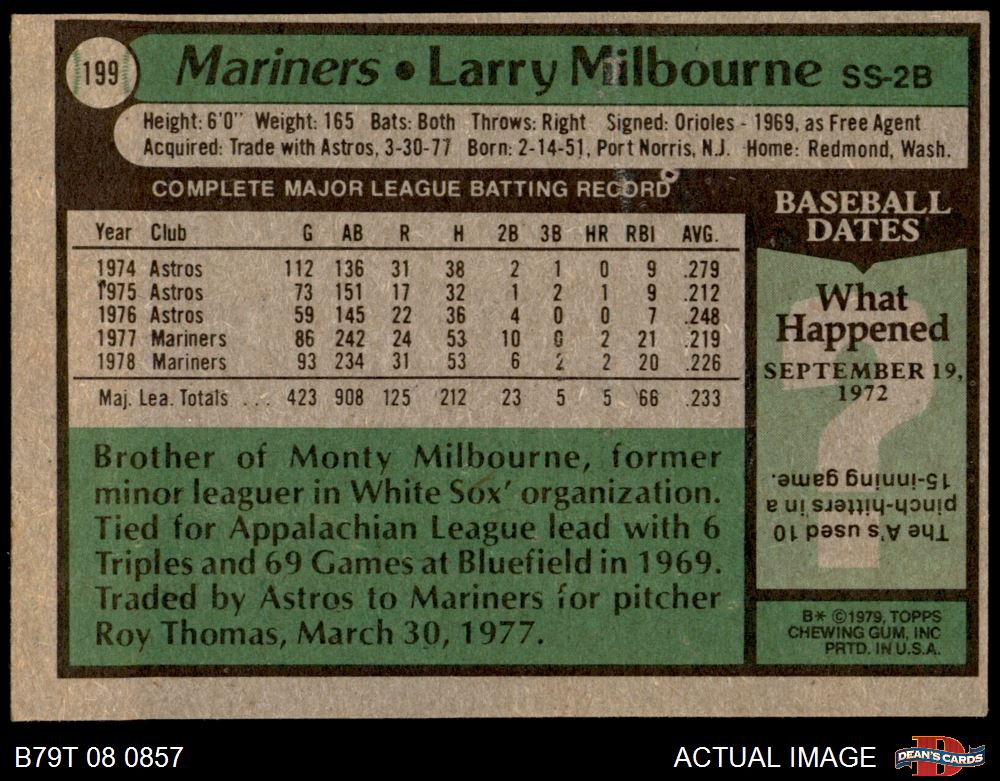 199
Mariners • Larry Milbourne SS-2B
Height: 6'0" Weight: 165 Bats: Both Throws: Right Signed: Orioles - 1969, as Free Agent
Acquired: Trade with Astros, 3-30-77 Born: 2-14-51, Port Norris, N.J. Home: Redmond, Wash.
COMPLETE MAJOR LEAGUE BATTING RECORD
Year Club G AB R H 2B 3B HR RBI AVG.
1974 Astros 112 136 31 38 2 1 0 9 .279
1975 Astros 73 151 17 32 1 2 1 9 .212
1976 Astros 59 145 22 36 4 0 0 7 .248
1977 Mariners 86 242 24 53 10 0 2 21 .219
1978 Mariners 93 234 31 53 6 2 2 20 .226
Maj. Lea. Totals ... 423 908 125 212 23 5 5 66 .233
Brother of Monty Milbourne, former
minor leaguer in White Sox' organization.
Tied for Appalachian League lead with 6
Triples and 69 Games at Bluefield in 1969.
Traded by Astros to Mariners for pitcher
Roy Thomas, March 30, 1977.
BASEBALL
DATES
What
Happened
SEPTEMBER 19,
1972
?
The A's used 10
pinch-hitters in a
15-inning game.
B* ©1979, TOPPS
CHEWING GUM, INC
PRTD. IN U.S.A.
B79T 08 0857
ACTUAL IMAGE
D
DEAN'S CARDS